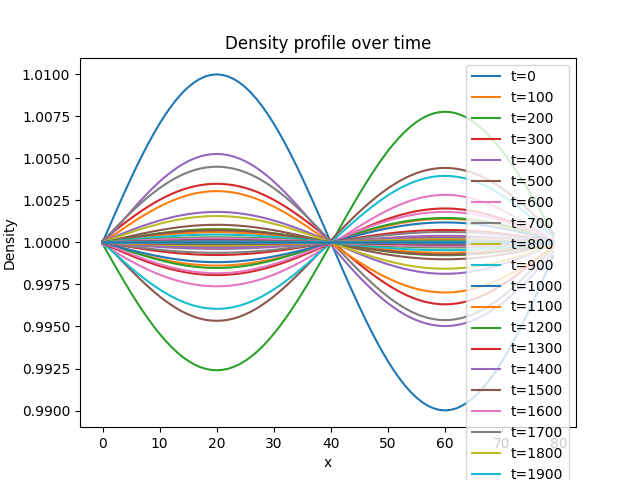 Density profile over time
1.0100
1.0075
1.0050
1.0025
1.0000
0.9975
0.9950
0.9925
0.9900
Density
0 10 20 30 40 50 60 70 80
x
t=0
t=100
t=200
t=300
t=400
t=500
t=600
t=700
t=800
t=900
t=1000
t=1100
t=1200
t=1300
t=1400
t=1500
t=1600
t=1700
t=1800
t=1900